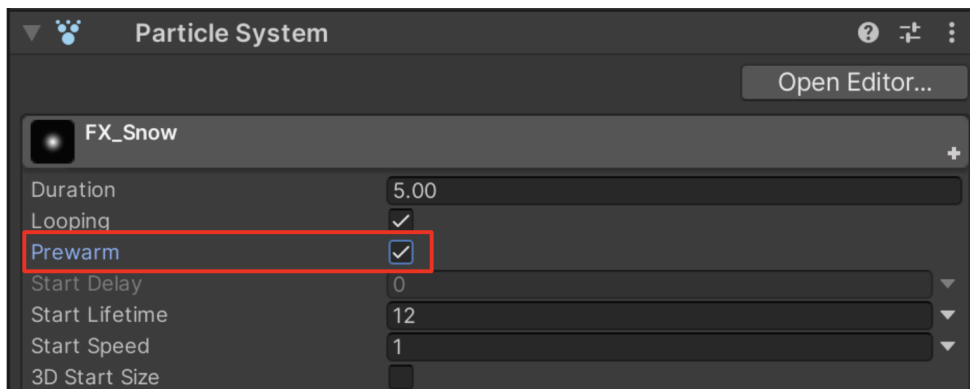 Particle System
Open Editor...
FX_Snow
Duration 5.00
Looping
Prewarm
Start Delay 0
Start Lifetime 12
Start Speed 1
3D Start Size